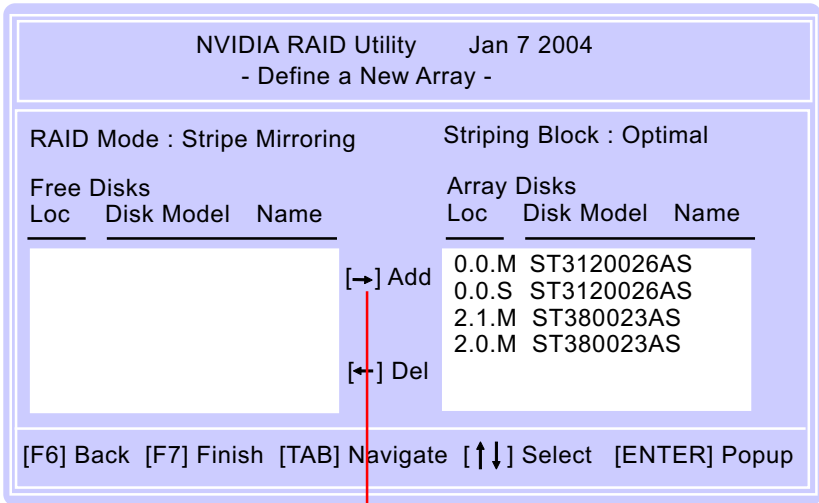 NVIDIA RAID Utility Jan 7 2004
- Define a New Array -
RAID Mode : Stripe Mirroring
Striping Block : Optimal
Free Disks
Loc Disk Model Name
Array Disks
Loc Disk Model Name
[→] Add
[←] Del
0.0.M ST3120026AS
0.0.S ST3120026AS
2.1.M ST380023AS
2.0.M ST380023AS
[F6] Back [F7] Finish [TAB] Navigate [↑↓] Select [ENTER] Popup